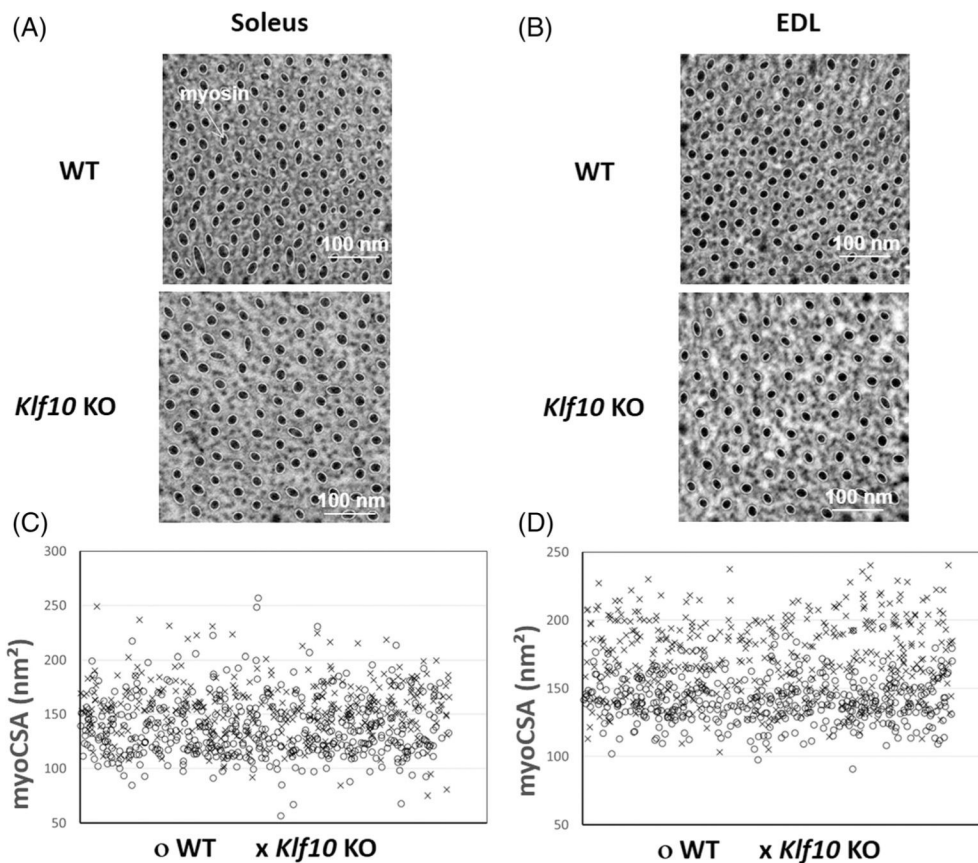 (A) Soleus
(B) EDL
WT
myosin
100 nm
WT
100 nm
Klf10 KO
100 nm
Klf10 KO
100 nm
(C)
300
250
200
150
100
50
myoCSA (nm²)
(D)
250
200
150
100
50
myoCSA (nm²)
o WT x Klf10 KO
o WT x Klf10 KO